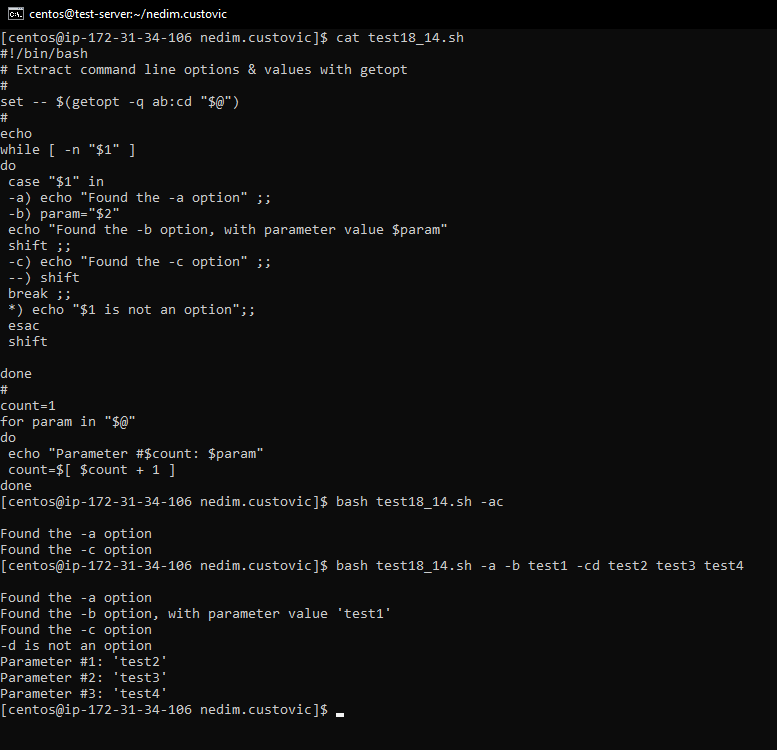 centos@test-server:~/nedim.custovic
[centos@ip-172-31-34-106 nedim.custovic]$ cat test18_14.sh
#!/bin/bash
# Extract command line options & values with getopt
#
set -- $(getopt -q ab:cd "$@")
#
echo
while [ -n "$1" ]
do
 case "$1" in
 -a) echo "Found the -a option" ;;
 -b) param="$2"
 echo "Found the -b option, with parameter value $param"
 shift ;;
 -c) echo "Found the -c option" ;;
 --) shift
 break ;;
 *) echo "$1 is not an option";;
 esac
 shift

done
#
count=1
for param in "$@"
do
 echo "Parameter #$count: $param"
 count=$[ $count + 1 ]
done
[centos@ip-172-31-34-106 nedim.custovic]$ bash test18_14.sh -ac

Found the -a option
Found the -c option
[centos@ip-172-31-34-106 nedim.custovic]$ bash test18_14.sh -a -b test1 -cd test2 test3 test4

Found the -a option
Found the -b option, with parameter value 'test1'
Found the -c option
-d is not an option
Parameter #1: 'test2'
Parameter #2: 'test3'
Parameter #3: 'test4'
[centos@ip-172-31-34-106 nedim.custovic]$